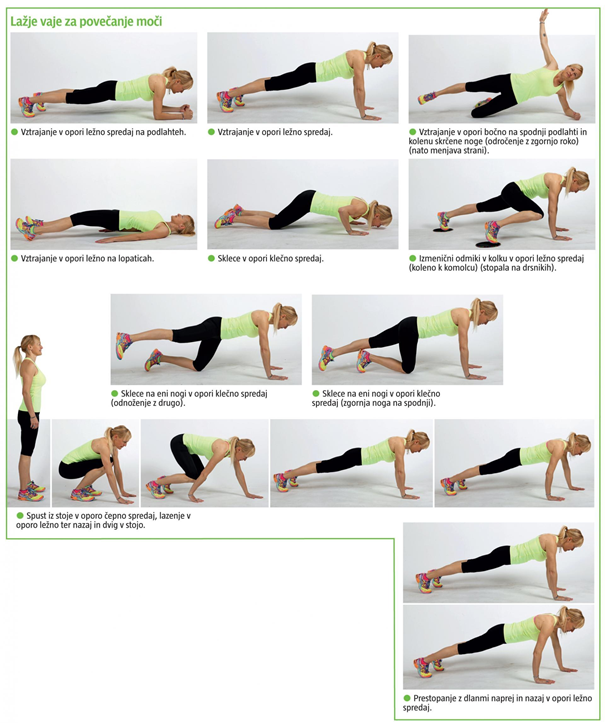 Lažje vaje za povečanje moči
Vztrajanje v opori ležno spredaj na podlahteh.
Vztrajanje v opori ležno spredaj.
Vztrajanje v opori bočno na spodnji podlahti in
kolenu skrčene noge (odročenje z zgornjo roko)
(nato menjava strani).
Vztrajanje v opori ležno na lopaticah.
Sklece v opori klečno spredaj.
Izmenični odmiki v kolku v opori ležno spredaj
(koleno k komolcu) (stopala na drsnikih).
Sklece na eni nogi v opori klečno spredaj
(odnoženje z drugo).
Sklece na eni nogi v opori klečno
spredaj (zgornja noga na spodnji).
Spust iz stoje v oporo čepno spredaj, lazenje v
oporo ležno ter nazaj in dvig v stojo.
Prestopanje z dlanmi naprej in nazaj v opori ležno
spredaj.